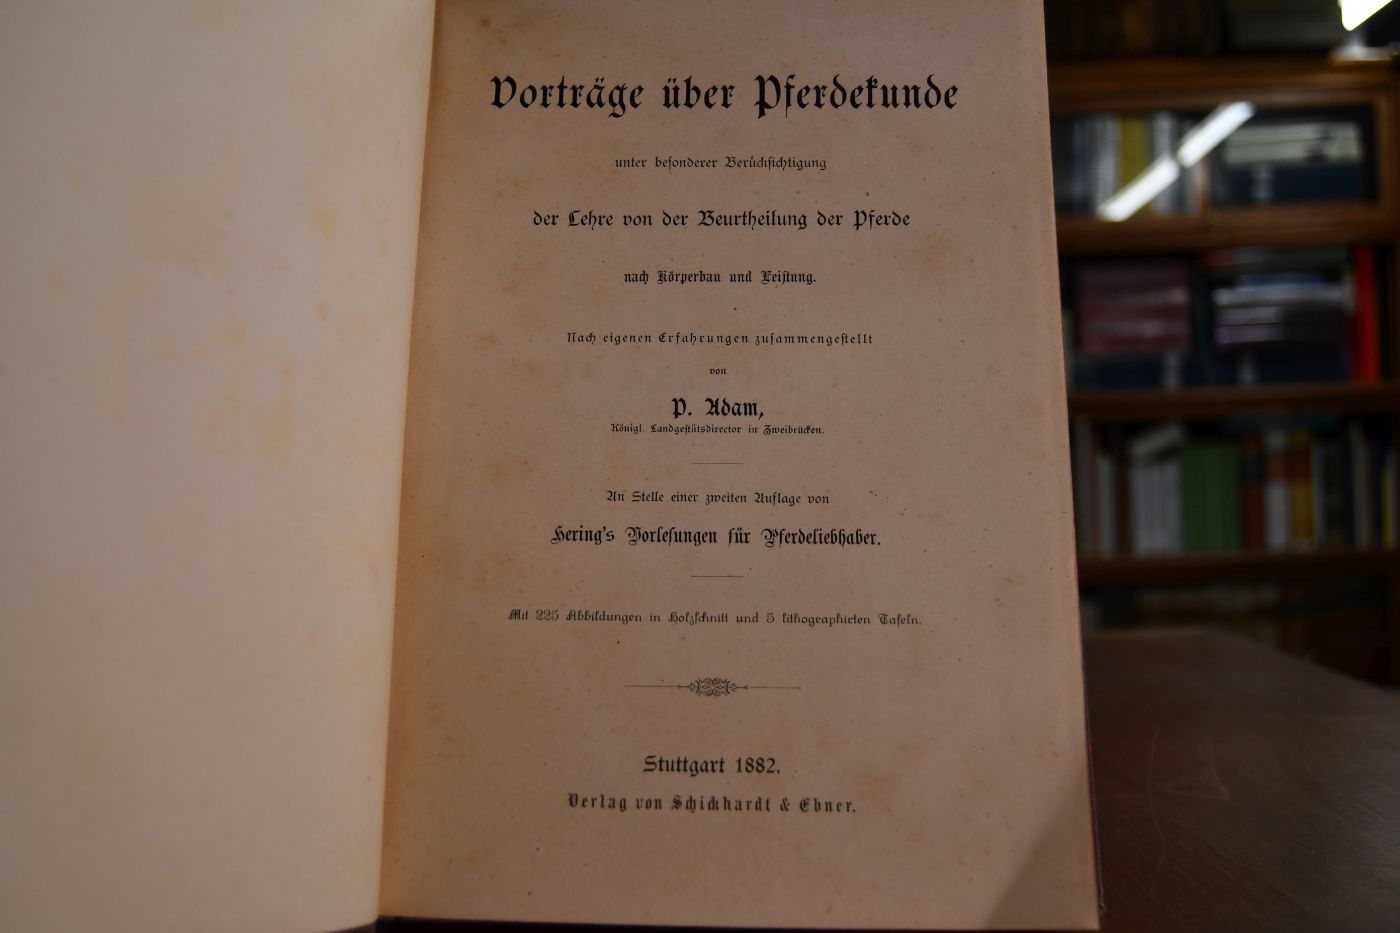 Vorträge über Pferdekunde
unter beſonderer Berückſichtigung
der Lehre von der Beurtheilung der Pferde
nach Körperbau und Leiſtung.
Nach eigenen Erfahrungen zuſammengeſtellt
von
P. Adam,
Königl. Landgeſtütsdirector in Zweibrücken.
An Stelle einer zweiten Auflage von
Hering's Vorleſungen für Pferdeliebhaber.
Mit 225 Abbildungen in Holzſchnitt und 5 lithographirten Tafeln.
Stuttgart 1882.
Verlag von Schickhardt & Ebner.